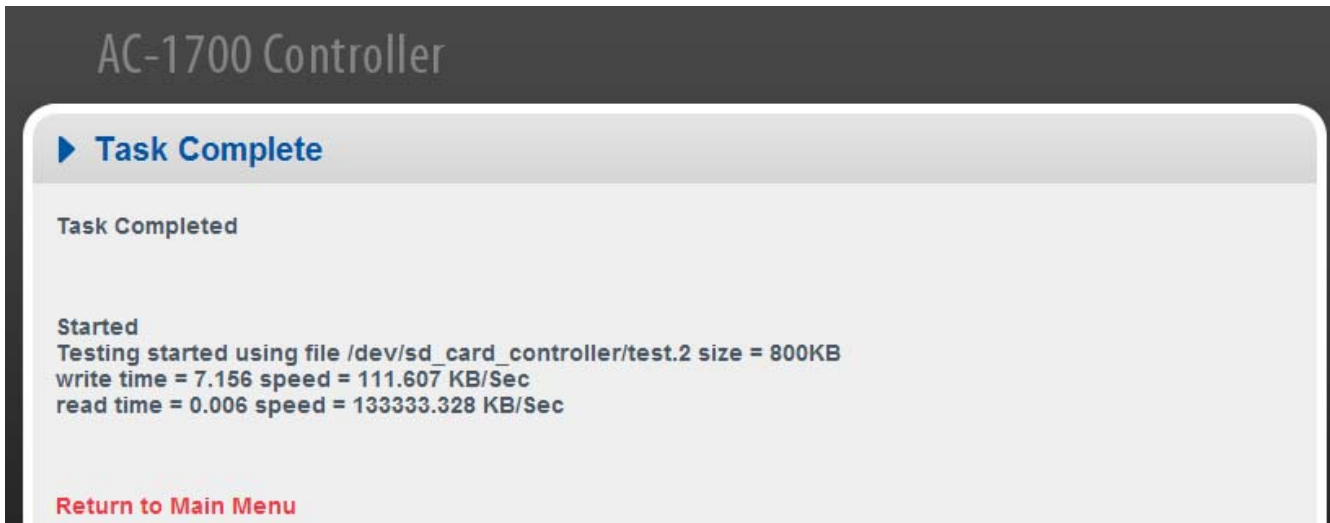 AC-1700 Controller
Task Complete
Task Completed
Started
Testing started using file /dev/sd_card_controller/test.2 size = 800KB
write time = 7.156 speed = 111.607 KB/Sec
read time = 0.006 speed = 133333.328 KB/Sec
Return to Main Menu